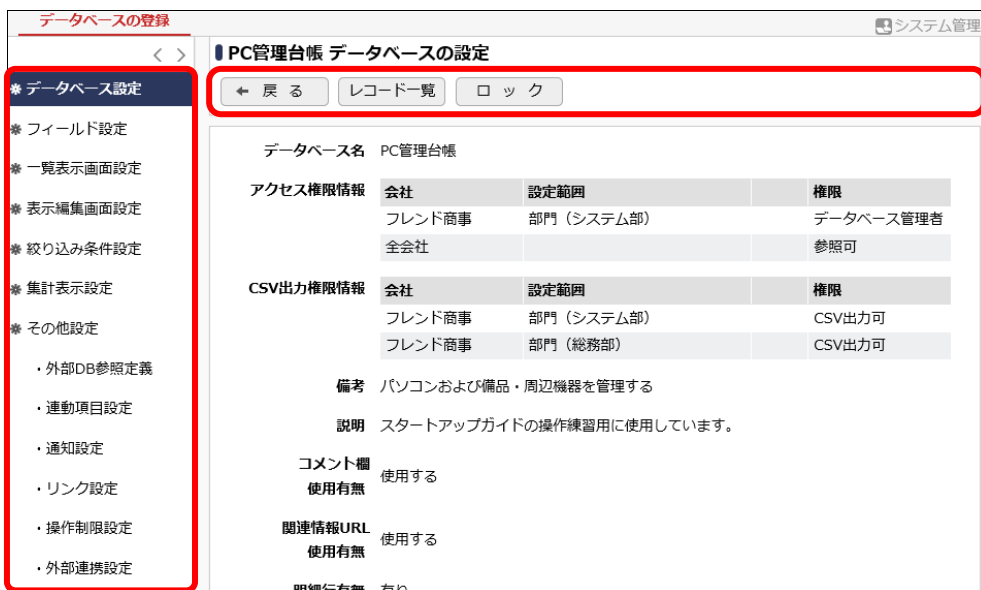 データベースの登録
システム管理
< >
PC管理台帳 データベースの設定
データベース設定
← 戻 る レコード一覧 ロ ッ ク
フィールド設定
一覧表示画面設定
表示編集画面設定
絞り込み条件設定
集計表示設定
その他設定
・外部DB参照定義
・連動項目設定
・通知設定
・リンク設定
・操作制限設定
・外部連携設定
データベース名 PC管理台帳
アクセス権限情報 会社 設定範囲 権限
フレンド商事 部門（システム部） データベース管理者
全会社 参照可
CSV出力権限情報 会社 設定範囲 権限
フレンド商事 部門（システム部） CSV出力可
フレンド商事 部門（総務部） CSV出力可
備考 パソコンおよび備品・周辺機器を管理する
説明 スタートアップガイドの操作練習用に使用しています。
コメント欄
使用有無 使用する
関連情報URL
使用有無 使用する
明細行有無 有り